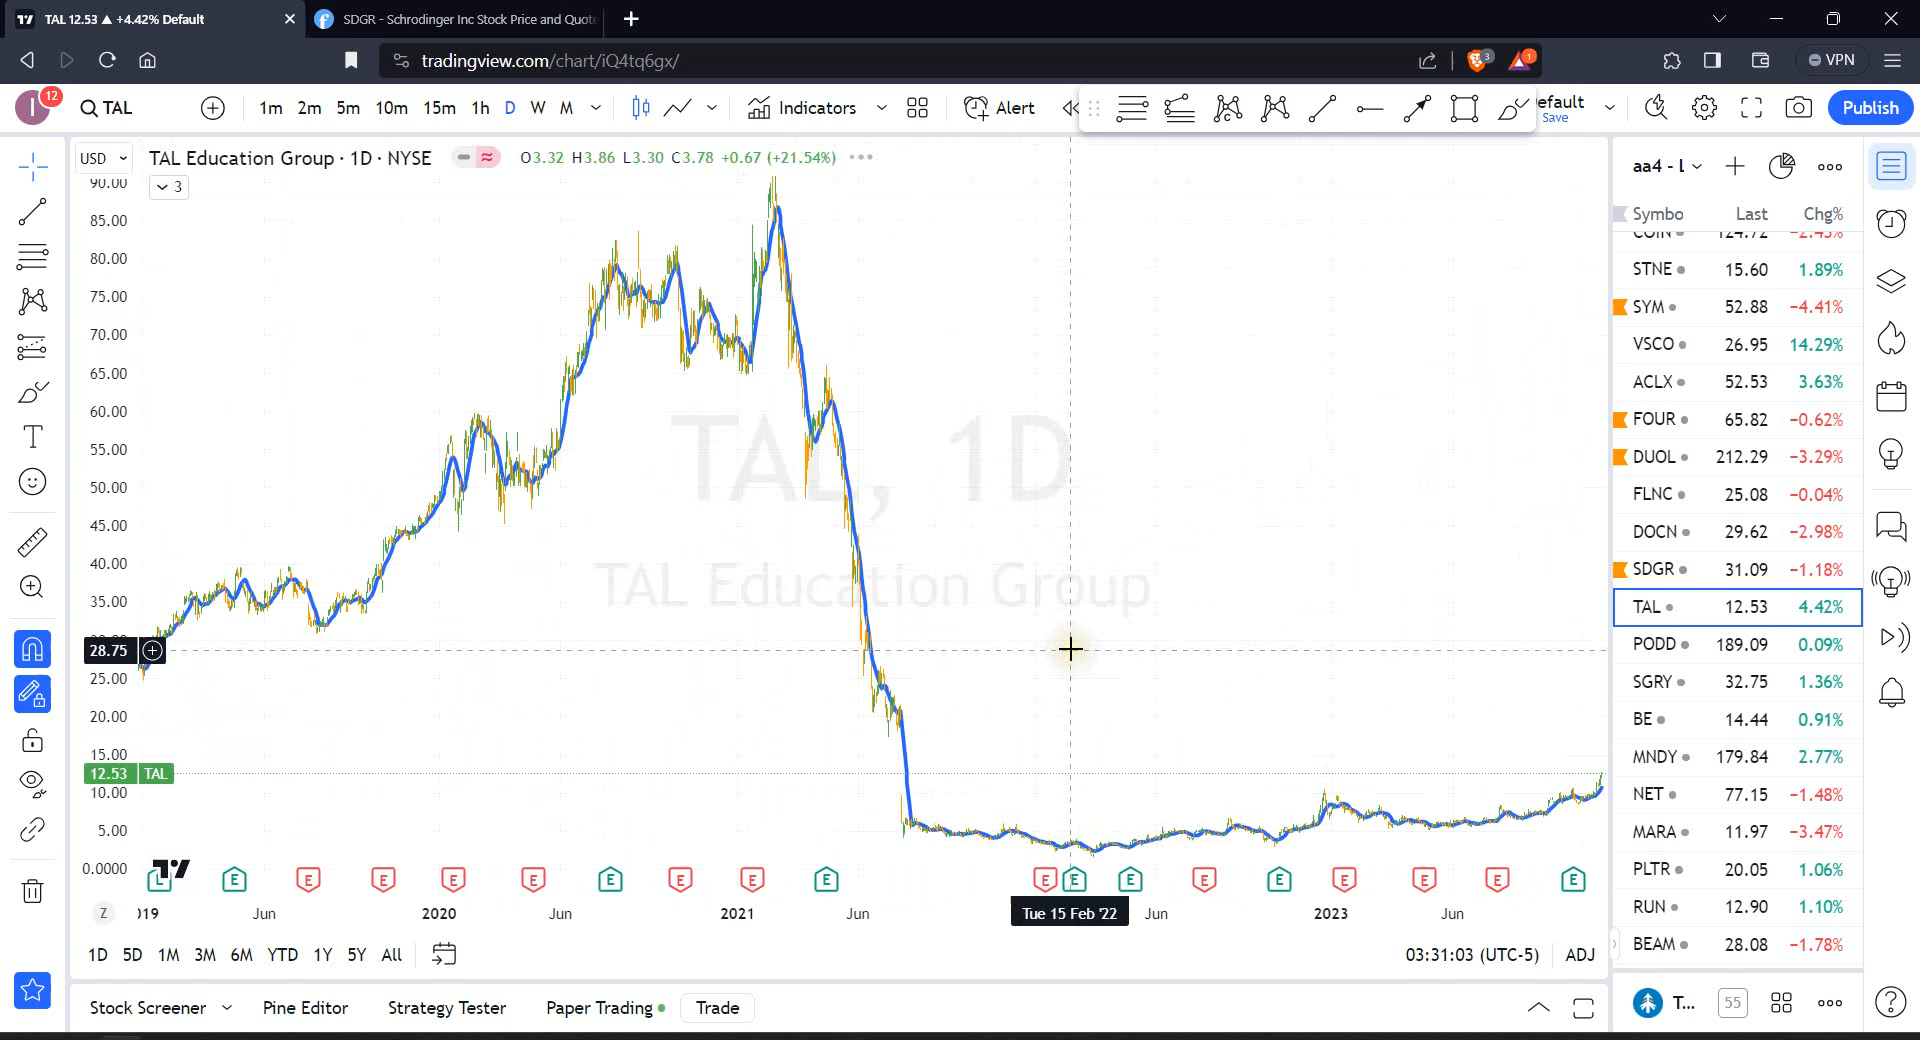 TAL 12.53 ▲ +4.42% Default
SDGR - Schrodinger Inc Stock Price and Quote
tradingview.com/chart/iQ4tq6gx/
3
1
VPN
I
12
TAL
1m 2m 5m 10m 15m 1h D W M
Indicators
Alert
efault
Save
Publish
USD
TAL Education Group · 1D · NYSE
O3.32 H3.86 L3.30 C3.78 +0.67 (+21.54%)
3
90.00
85.00
80.00
75.00
70.00
65.00
60.00
55.00
50.00
45.00
40.00
35.00
28.75
25.00
20.00
15.00
12.53 TAL
10.00
5.00
0.0000
TAL, 1D
TAL Education Group
L E E E E E E E E E E E E E E E E E E
Z
019 Jun 2020 Jun 2021 Jun Tue 15 Feb '22 Jun 2023 Jun
1D 5D 1M 3M 6M YTD 1Y 5Y All
03:31:03 (UTC-5) ADJ
Stock Screener Pine Editor Strategy Tester Paper Trading Trade
aa4 - L
Symbo Last Chg%
COIN 124.72 −2.43%
STNE 15.60 1.89%
SYM 52.88 −4.41%
VSCO 26.95 14.29%
ACLX 52.53 3.63%
FOUR 65.82 −0.62%
DUOL 212.29 −3.29%
FLNC 25.08 −0.04%
DOCN 29.62 −2.98%
SDGR 31.09 −1.18%
TAL 12.53 4.42%
PODD 189.09 0.09%
SGRY 32.75 1.36%
BE 14.44 0.91%
MNDY 179.84 2.77%
NET 77.15 −1.48%
MARA 11.97 −3.47%
PLTR 20.05 1.06%
RUN 12.90 1.10%
BEAM 28.08 −1.78%
T... 55